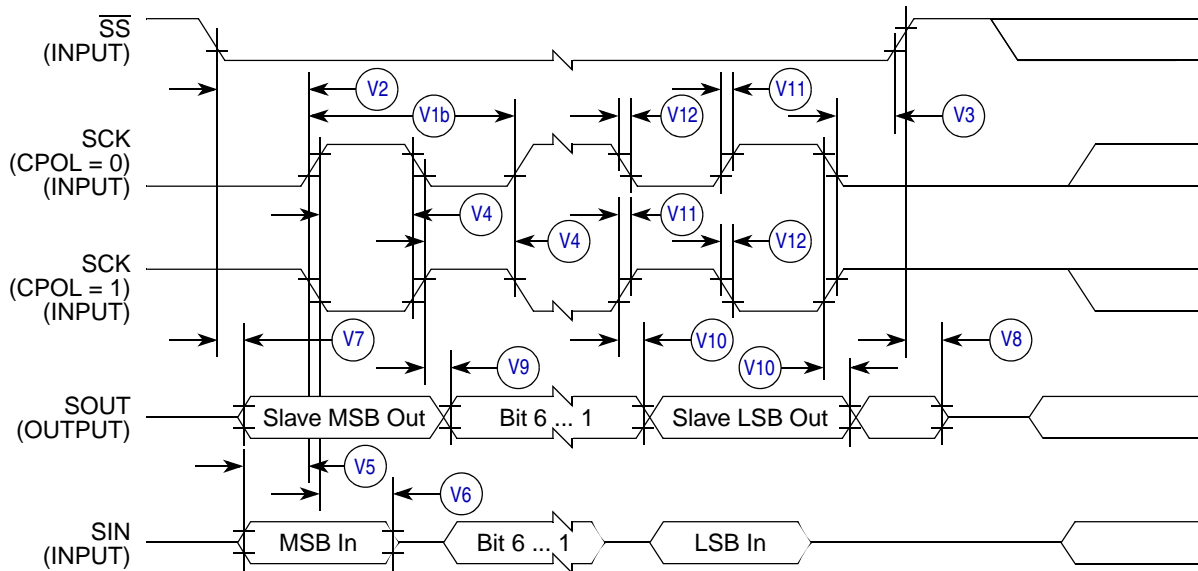 SS
(INPUT)
V2
V11
V1b
V12
V3
SCK
(CPOL = 0)
(INPUT)
V4
V11
V4
V12
SCK
(CPOL = 1)
(INPUT)
V7
V10
V8
V9
V10
SOUT
(OUTPUT)
Slave MSB Out
Bit 6 ... 1
Slave LSB Out
V5
V6
SIN
(INPUT)
MSB In
Bit 6 ... 1
LSB In